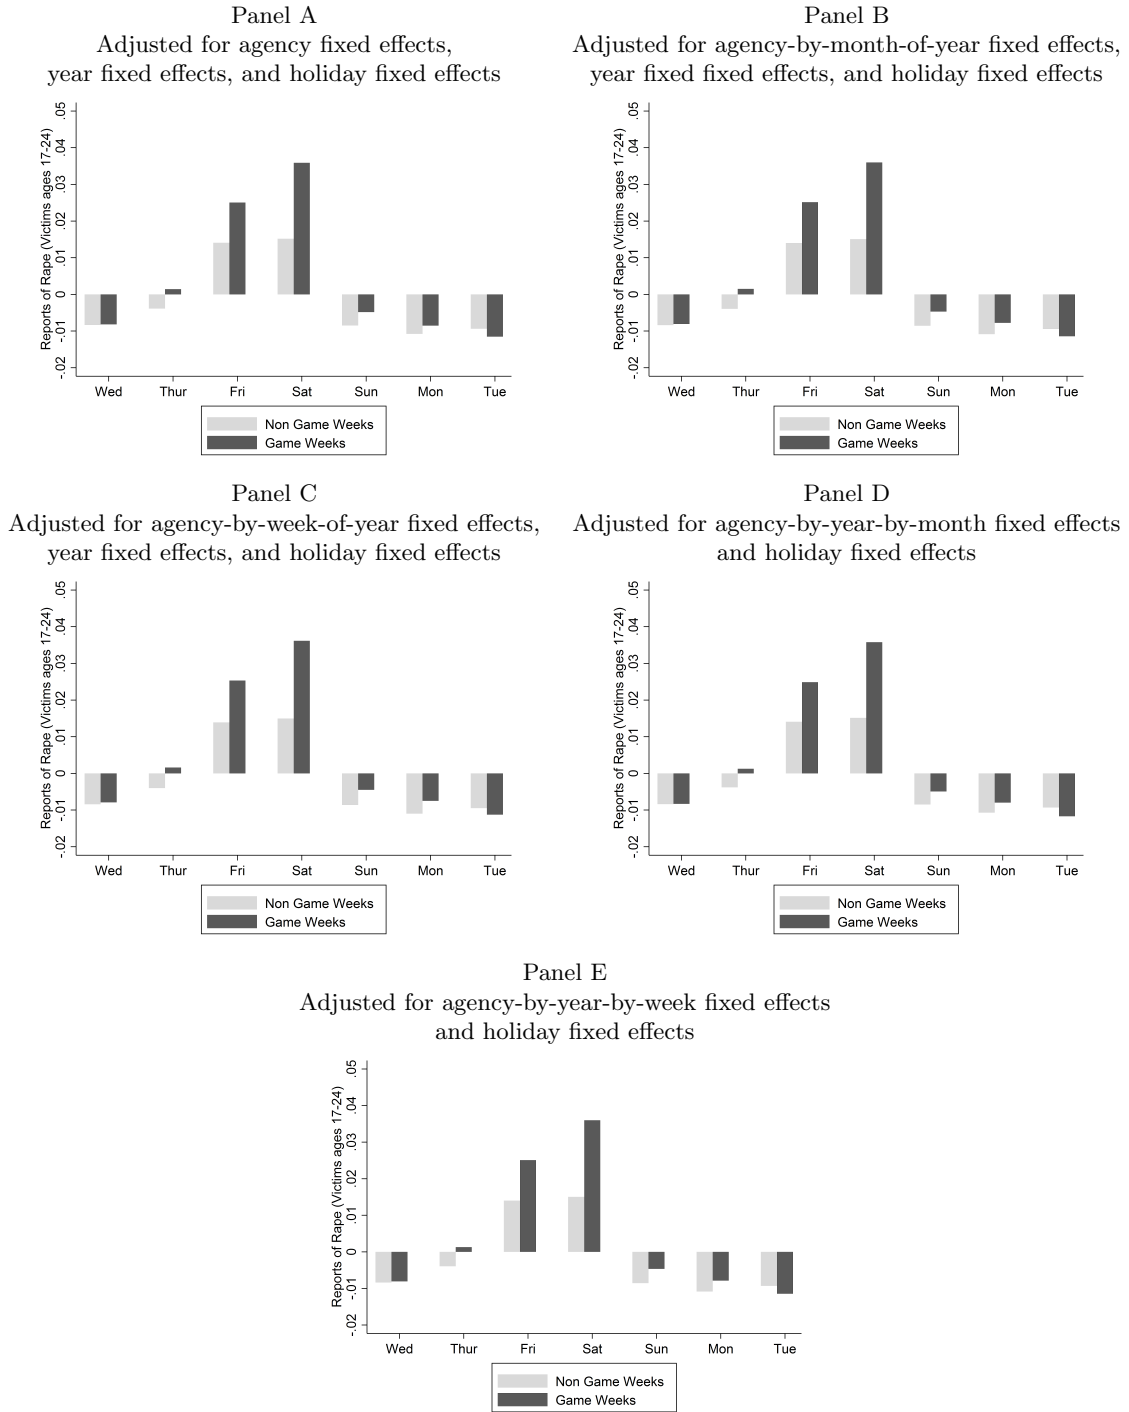 Panel A
Adjusted for agency fixed effects,
year fixed effects, and holiday fixed effects
Reports of Rape (Victims ages 17-24)
.05
.04
.03
.02
.01
0
-.01
-.02
Wed Thur Fri Sat Sun Mon Tue
Non Game Weeks
Game Weeks
Panel B
Adjusted for agency-by-month-of-year fixed effects,
year fixed fixed effects, and holiday fixed effects
Reports of Rape (Victims ages 17-24)
.05
.04
.03
.02
.01
0
-.01
-.02
Wed Thur Fri Sat Sun Mon Tue
Non Game Weeks
Game Weeks
Panel C
Adjusted for agency-by-week-of-year fixed effects,
year fixed effects, and holiday fixed effects
Reports of Rape (Victims ages 17-24)
.05
.04
.03
.02
.01
0
-.01
-.02
Wed Thur Fri Sat Sun Mon Tue
Non Game Weeks
Game Weeks
Panel D
Adjusted for agency-by-year-by-month fixed effects
and holiday fixed effects
Reports of Rape (Victims ages 17-24)
.05
.04
.03
.02
.01
0
-.01
-.02
Wed Thur Fri Sat Sun Mon Tue
Non Game Weeks
Game Weeks
Panel E
Adjusted for agency-by-year-by-week fixed effects
and holiday fixed effects
Reports of Rape (Victims ages 17-24)
.05
.04
.03
.02
.01
0
-.01
-.02
Wed Thur Fri Sat Sun Mon Tue
Non Game Weeks
Game Weeks